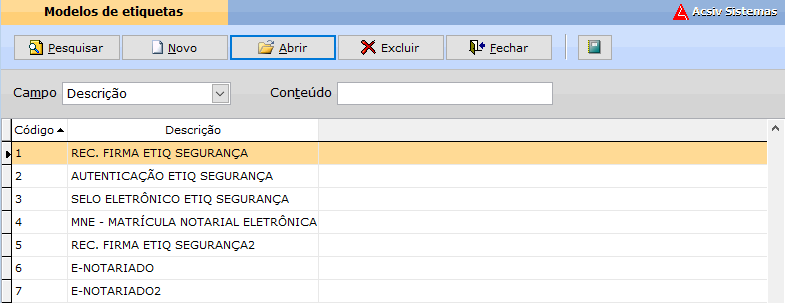 Modelos de etiquetas
Acsiv Sistemas
Pesquisar Novo Abrir Excluir Fechar
Campo Descrição Conteúdo
Código Descrição
1 REC. FIRMA ETIQ SEGURANÇA
2 AUTENTICAÇÃO ETIQ SEGURANÇA
3 SELO ELETRÔNICO ETIQ SEGURANÇA
4 MNE - MATRÍCULA NOTARIAL ELETRÔNICA
5 REC. FIRMA ETIQ SEGURANÇA2
6 E-NOTARIADO
7 E-NOTARIADO2